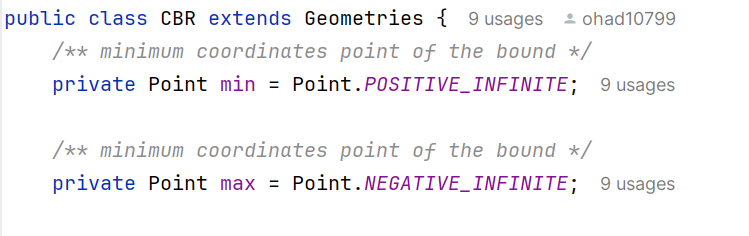 public class CBR extends Geometries { 9 usages ohad10799
/** minimum coordinates point of the bound */
private Point min = Point.POSITIVE_INFINITE; 9 usages
/** minimum coordinates point of the bound */
private Point max = Point.NEGATIVE_INFINITE; 9 usages